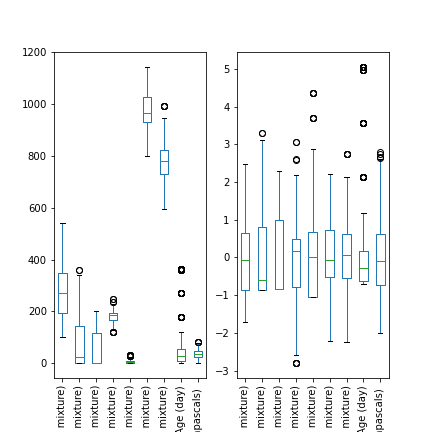 1200
1000
800
600
400
200
0
mixture)
mixture)
mixture)
mixture)
mixture)
mixture)
mixture)
Age (day)
pascals)
5
4
3
2
1
0
−1
−2
−3
mixture)
mixture)
mixture)
mixture)
mixture)
mixture)
mixture)
Age (day)
apascals)